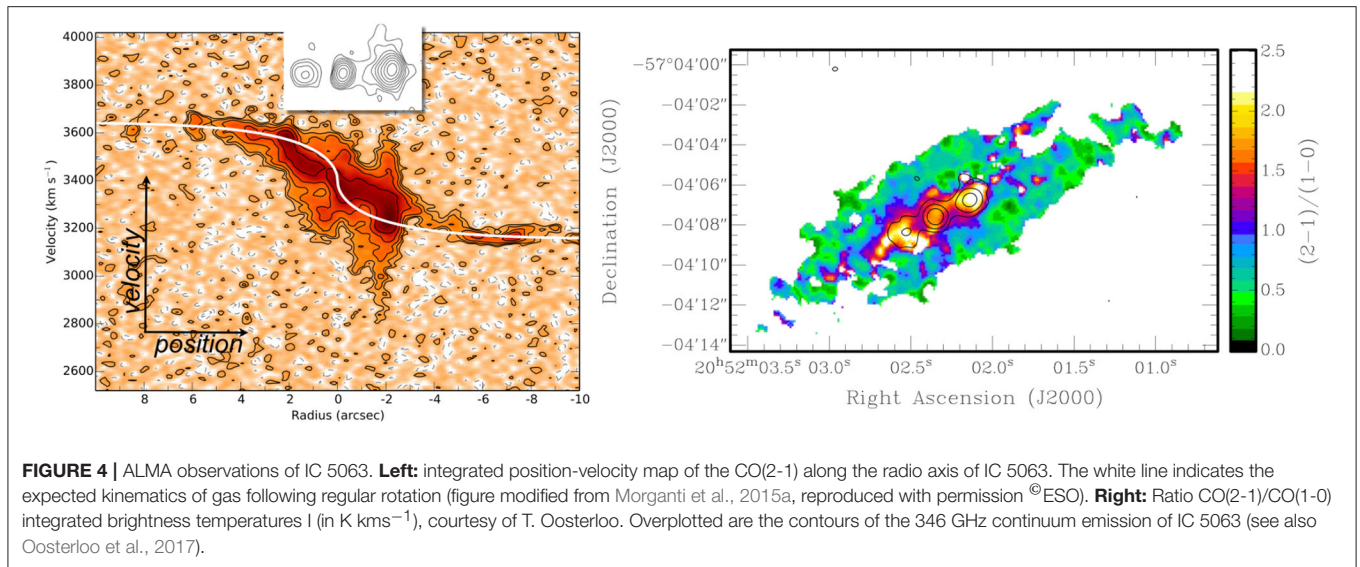 4000
3800
3600
3400
3200
3000
2800
2600
Velocity (km s⁻¹)
velocity
position
8 6 4 2 0 -2 -4 -6 -8 -10
Radius (arcsec)
Declination (J2000)
−57°04′00″
−04′02″
−04′04″
−04′06″
−04′08″
−04′10″
−04′12″
−04′14″
20ʰ52ᵐ03.5ˢ 03.0ˢ 02.5ˢ 02.0ˢ 01.5ˢ 01.0ˢ
Right Ascension (J2000)
2.5
2.0
1.5
1.0
0.5
0.0
(2−1)/(1−0)
FIGURE 4 | ALMA observations of IC 5063. Left: integrated position-velocity map of the CO(2-1) along the radio axis of IC 5063. The white line indicates the
expected kinematics of gas following regular rotation (figure modified from Morganti et al., 2015a, reproduced with permission ©ESO). Right: Ratio CO(2-1)/CO(1-0)
integrated brightness temperatures I (in K kms⁻¹), courtesy of T. Oosterloo. Overplotted are the contours of the 346 GHz continuum emission of IC 5063 (see also
Oosterloo et al., 2017).